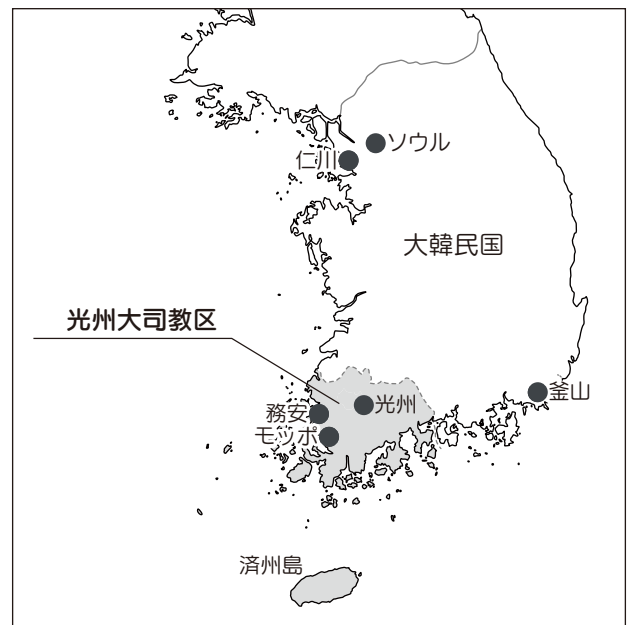 ソウル
仁川
大韓民国
光州大司教区
釜山
光州
務安
モッポ
済州島